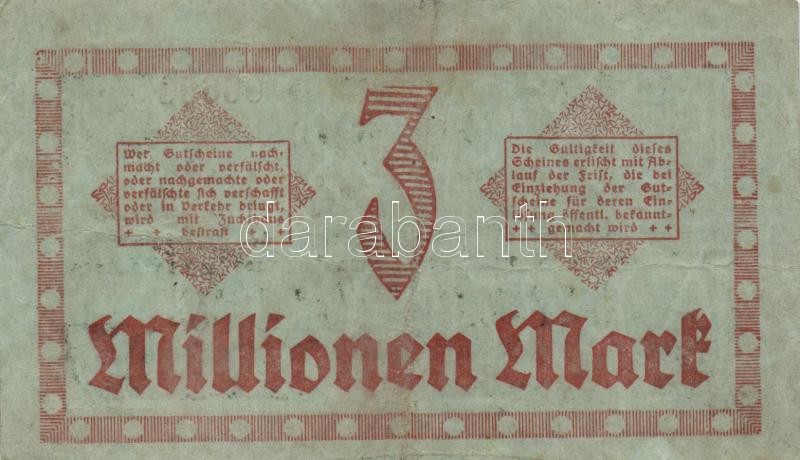 Wer Gutscheine nach-
macht oder verfälscht,
oder nachgemachte oder
verfälschte sich verschafft
oder in Verkehr bringt,
wird mit Zuchthaus
+ + bestraft + +
3
Die Gültigkeit dieses
Scheines erlischt mit Ab-
lauf der Frist, die bei
Einziehung der Gut-
scheine für deren Ein-
öffentl. bekannt-
+ + gemacht wird + +
darabanth
Millionen Mark